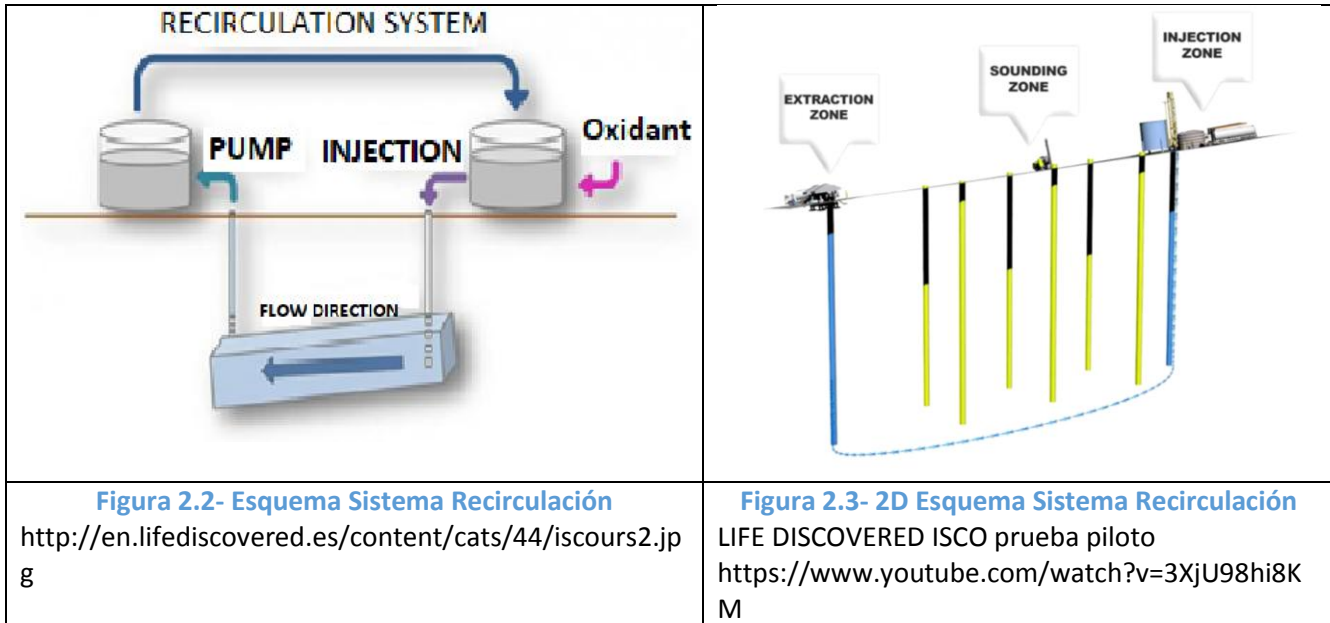 RECIRCULATION SYSTEM
PUMP
INJECTION
Oxidant
FLOW DIRECTION
Figura 2.2- Esquema Sistema Recirculación
http://en.lifediscovered.es/content/cats/44/iscours2.jp
g
EXTRACTION
ZONE
SOUNDING
ZONE
INJECTION
ZONE
Figura 2.3- 2D Esquema Sistema Recirculación
LIFE DISCOVERED ISCO prueba piloto
https://www.youtube.com/watch?v=3XjU98hi8K
M